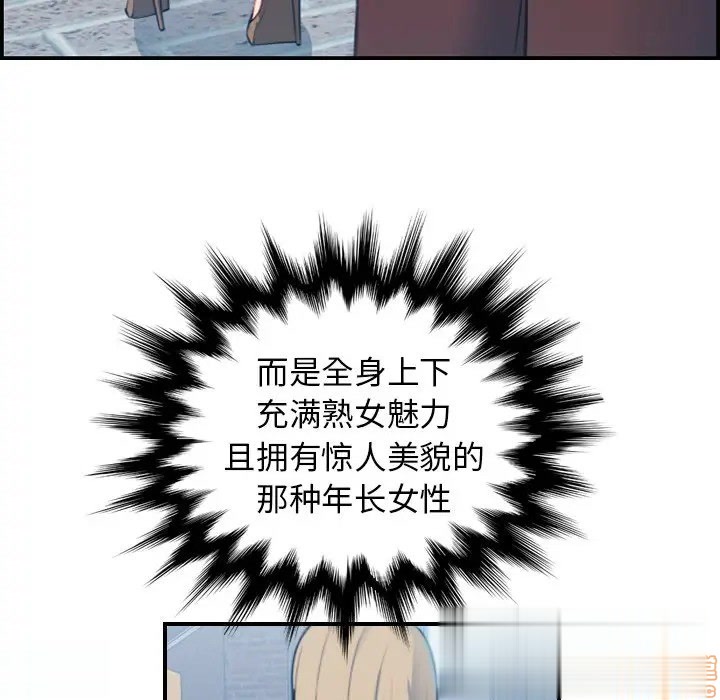 而是全身上下
充满熟女魅力
且拥有惊人美貌的
那种年长女性